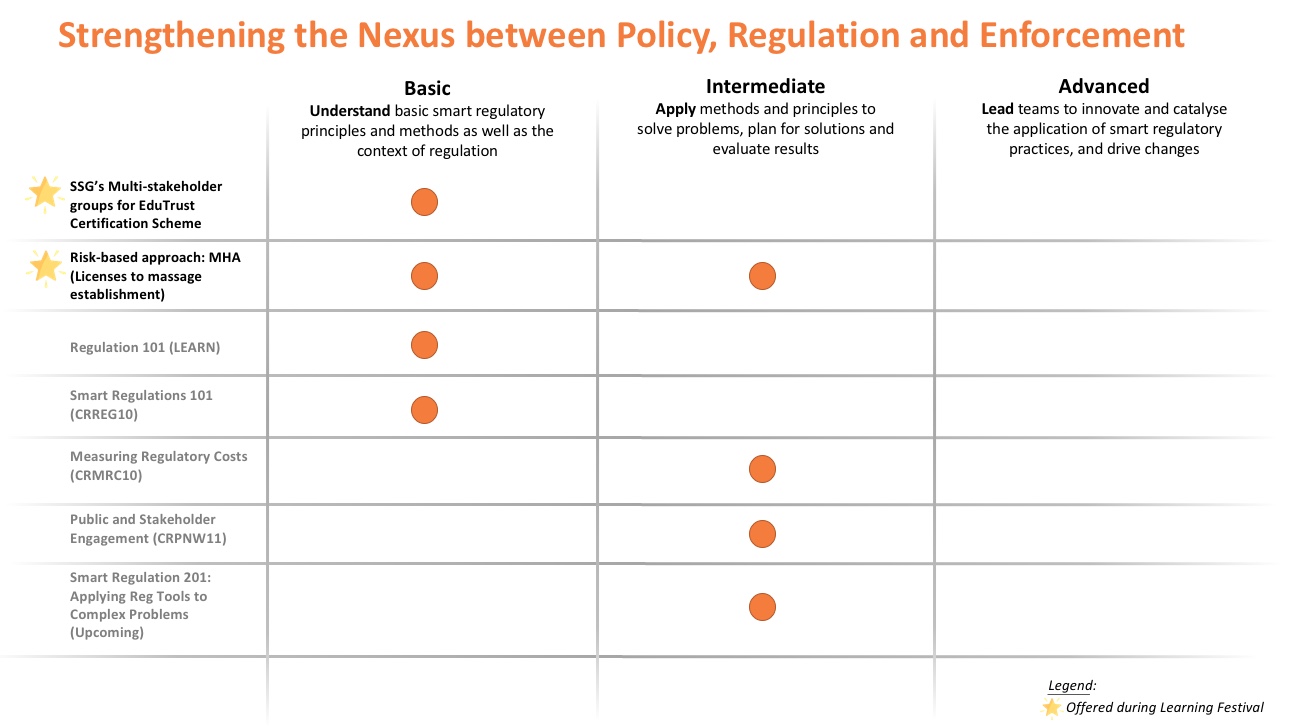 Strengthening the Nexus between Policy, Regulation and Enforcement
Basic
Understand basic smart regulatory
principles and methods as well as the
context of regulation
Intermediate
Apply methods and principles to
solve problems, plan for solutions and
evaluate results
Advanced
Lead teams to innovate and catalyse
the application of smart regulatory
practices, and drive changes
SSG’s Multi-stakeholder
groups for EduTrust
Certification Scheme
Risk-based approach: MHA
(Licenses to massage
establishment)
Regulation 101 (LEARN)
Smart Regulations 101
(CRREG10)
Measuring Regulatory Costs
(CRMRC10)
Public and Stakeholder
Engagement (CRPNW11)
Smart Regulation 201:
Applying Reg Tools to
Complex Problems
(Upcoming)
Legend:
Offered during Learning Festival